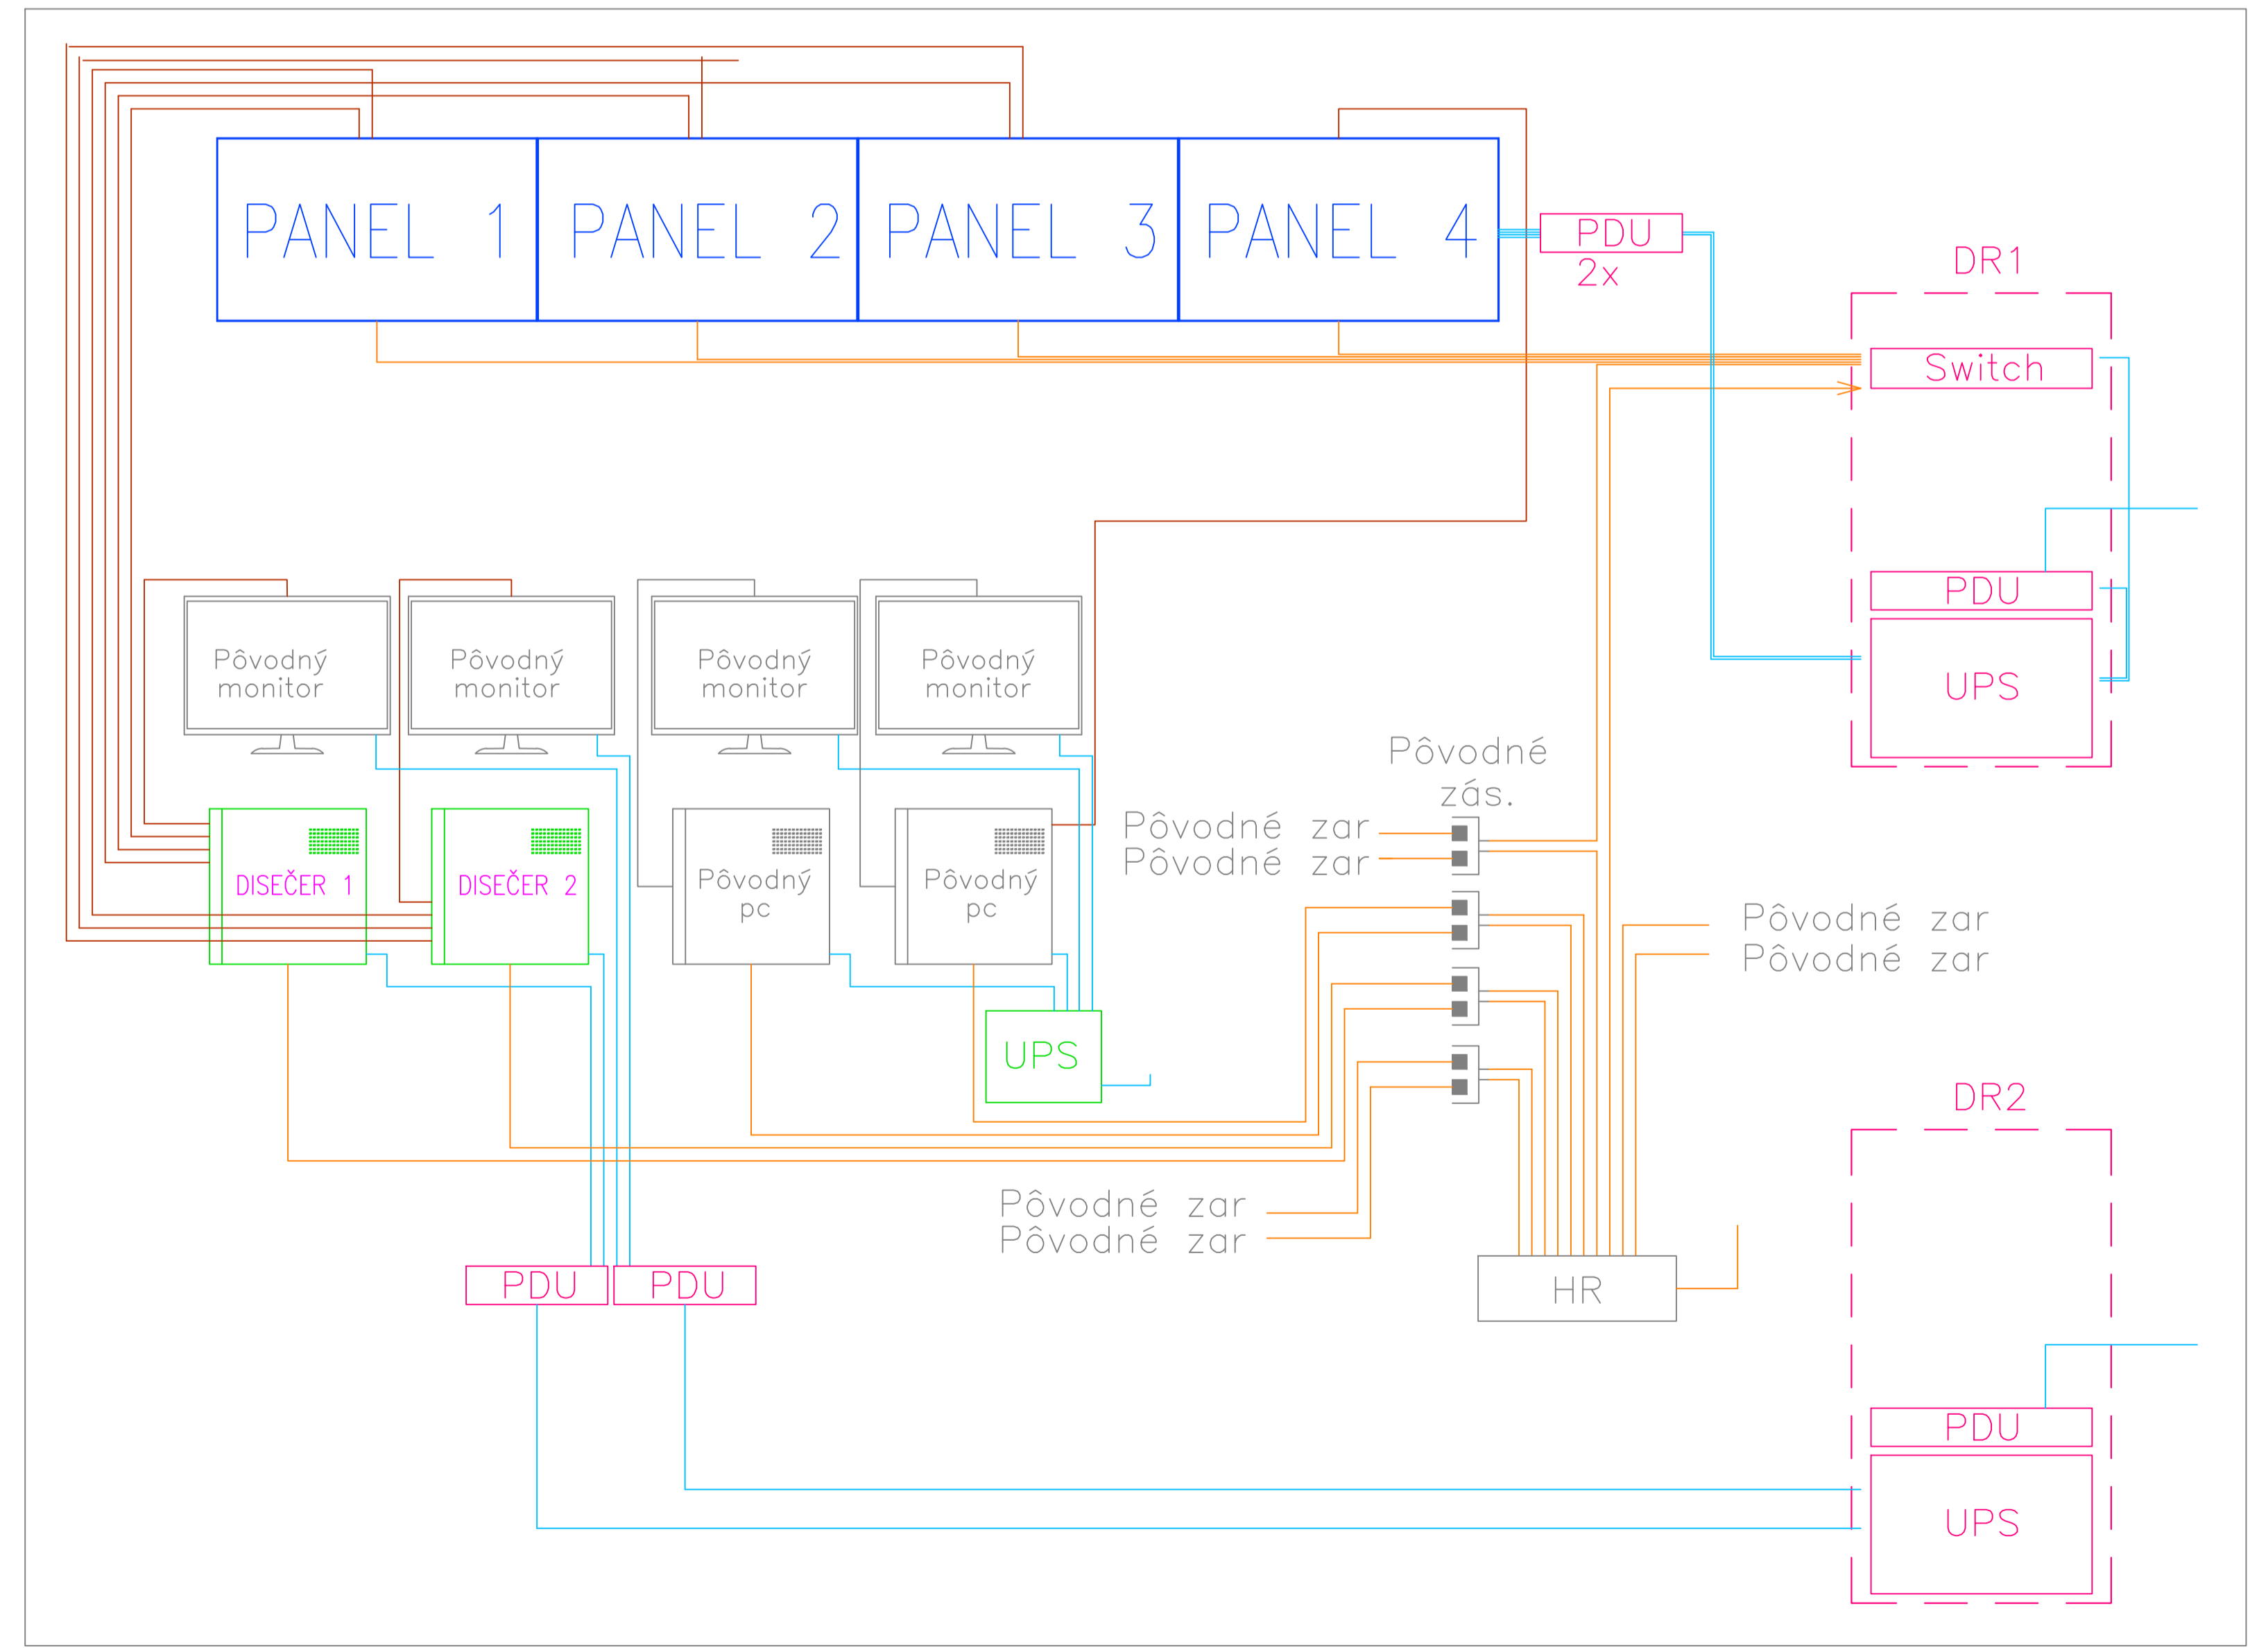 PANEL 1
PANEL 2
PANEL 3
PANEL 4
PDU
2x
DR1
Switch
PDU
UPS
Pôvodný
monitor
Pôvodný
monitor
Pôvodný
monitor
Pôvodný
monitor
Pôvodné
zás.
Pôvodné zar
Pôvodné zar
DISEČER 1
DISEČER 2
Pôvodný
pc
Pôvodný
pc
Pôvodné zar
Pôvodné zar
UPS
DR2
Pôvodné zar
Pôvodné zar
PDU
PDU
HR
PDU
UPS